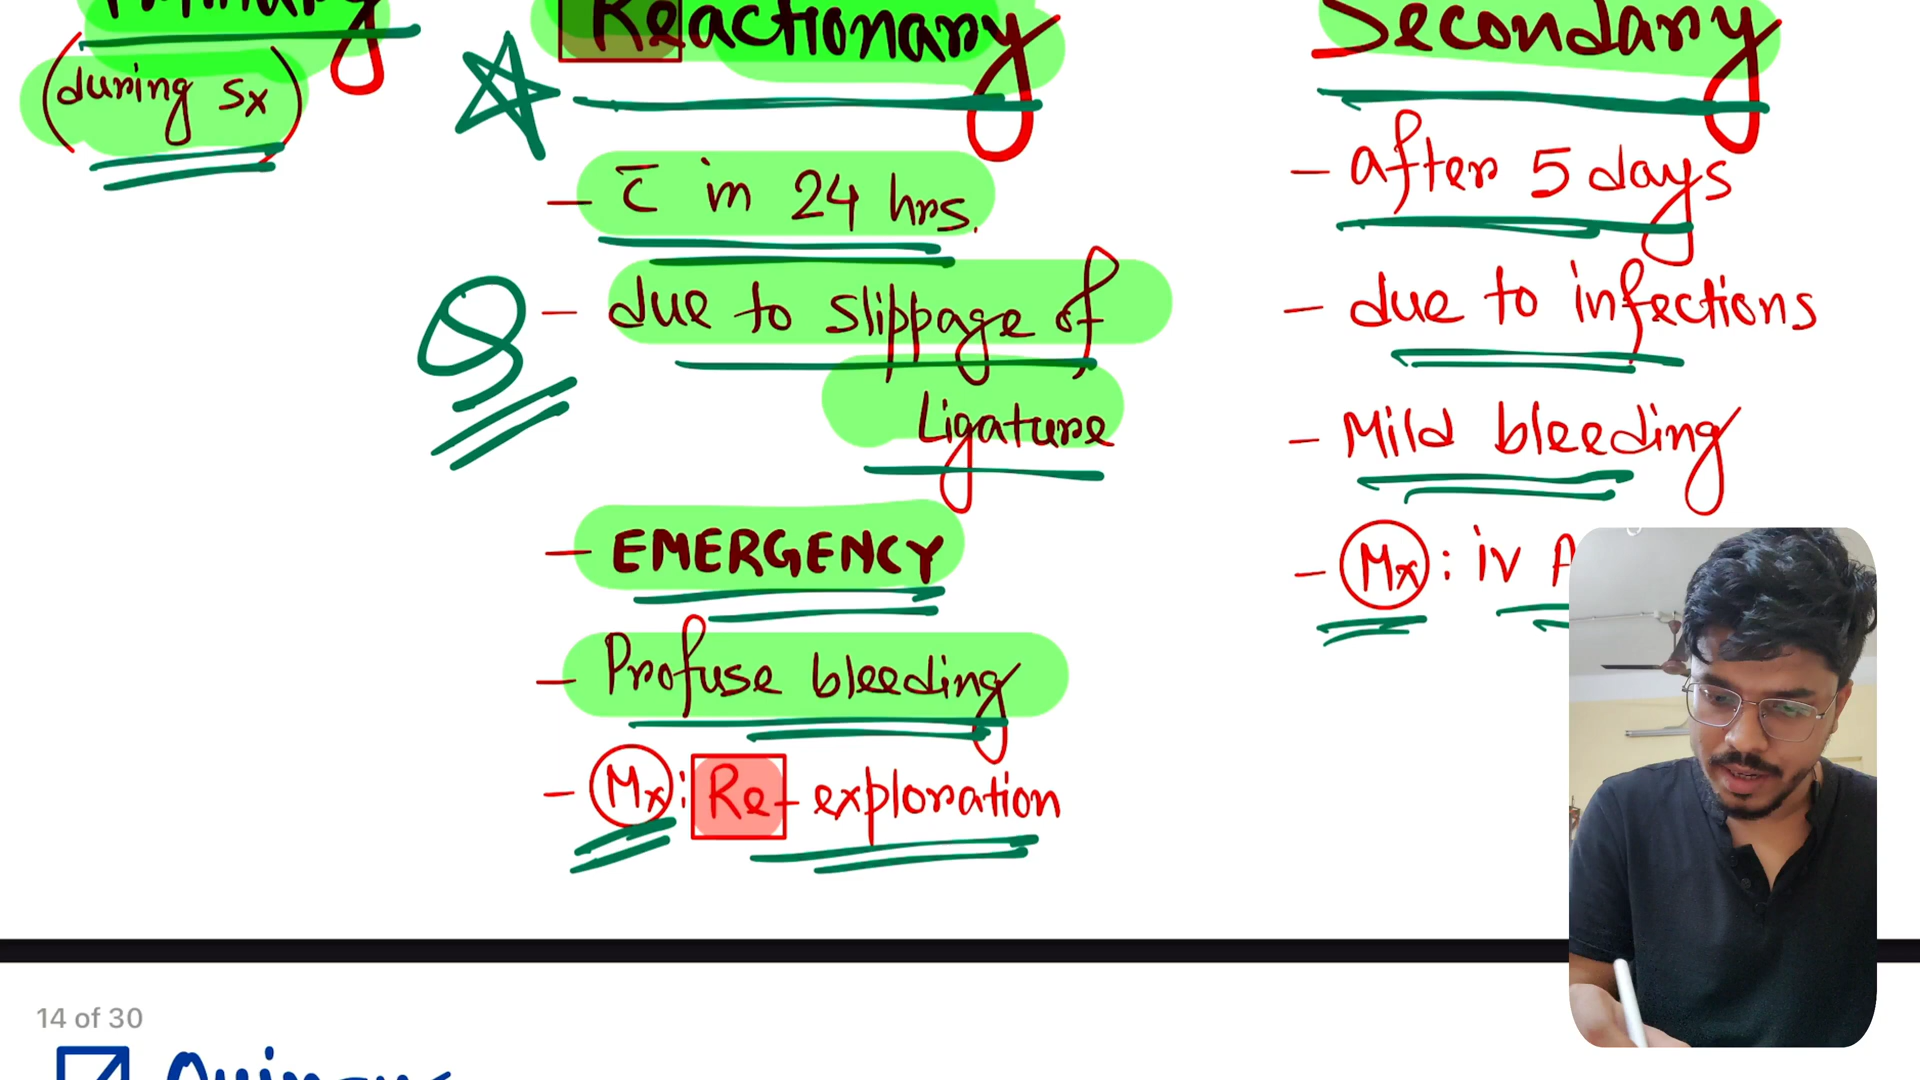 Primary
(during Sx)
Reactionary
- c̄ in 24 hrs.
- due to slippage of
Ligature
- EMERGENCY
- Profuse bleeding
- Mx: Re-exploration
Secondary
- after 5 days
- due to infections
- Mild bleeding
- Mx: iv
14 of 30